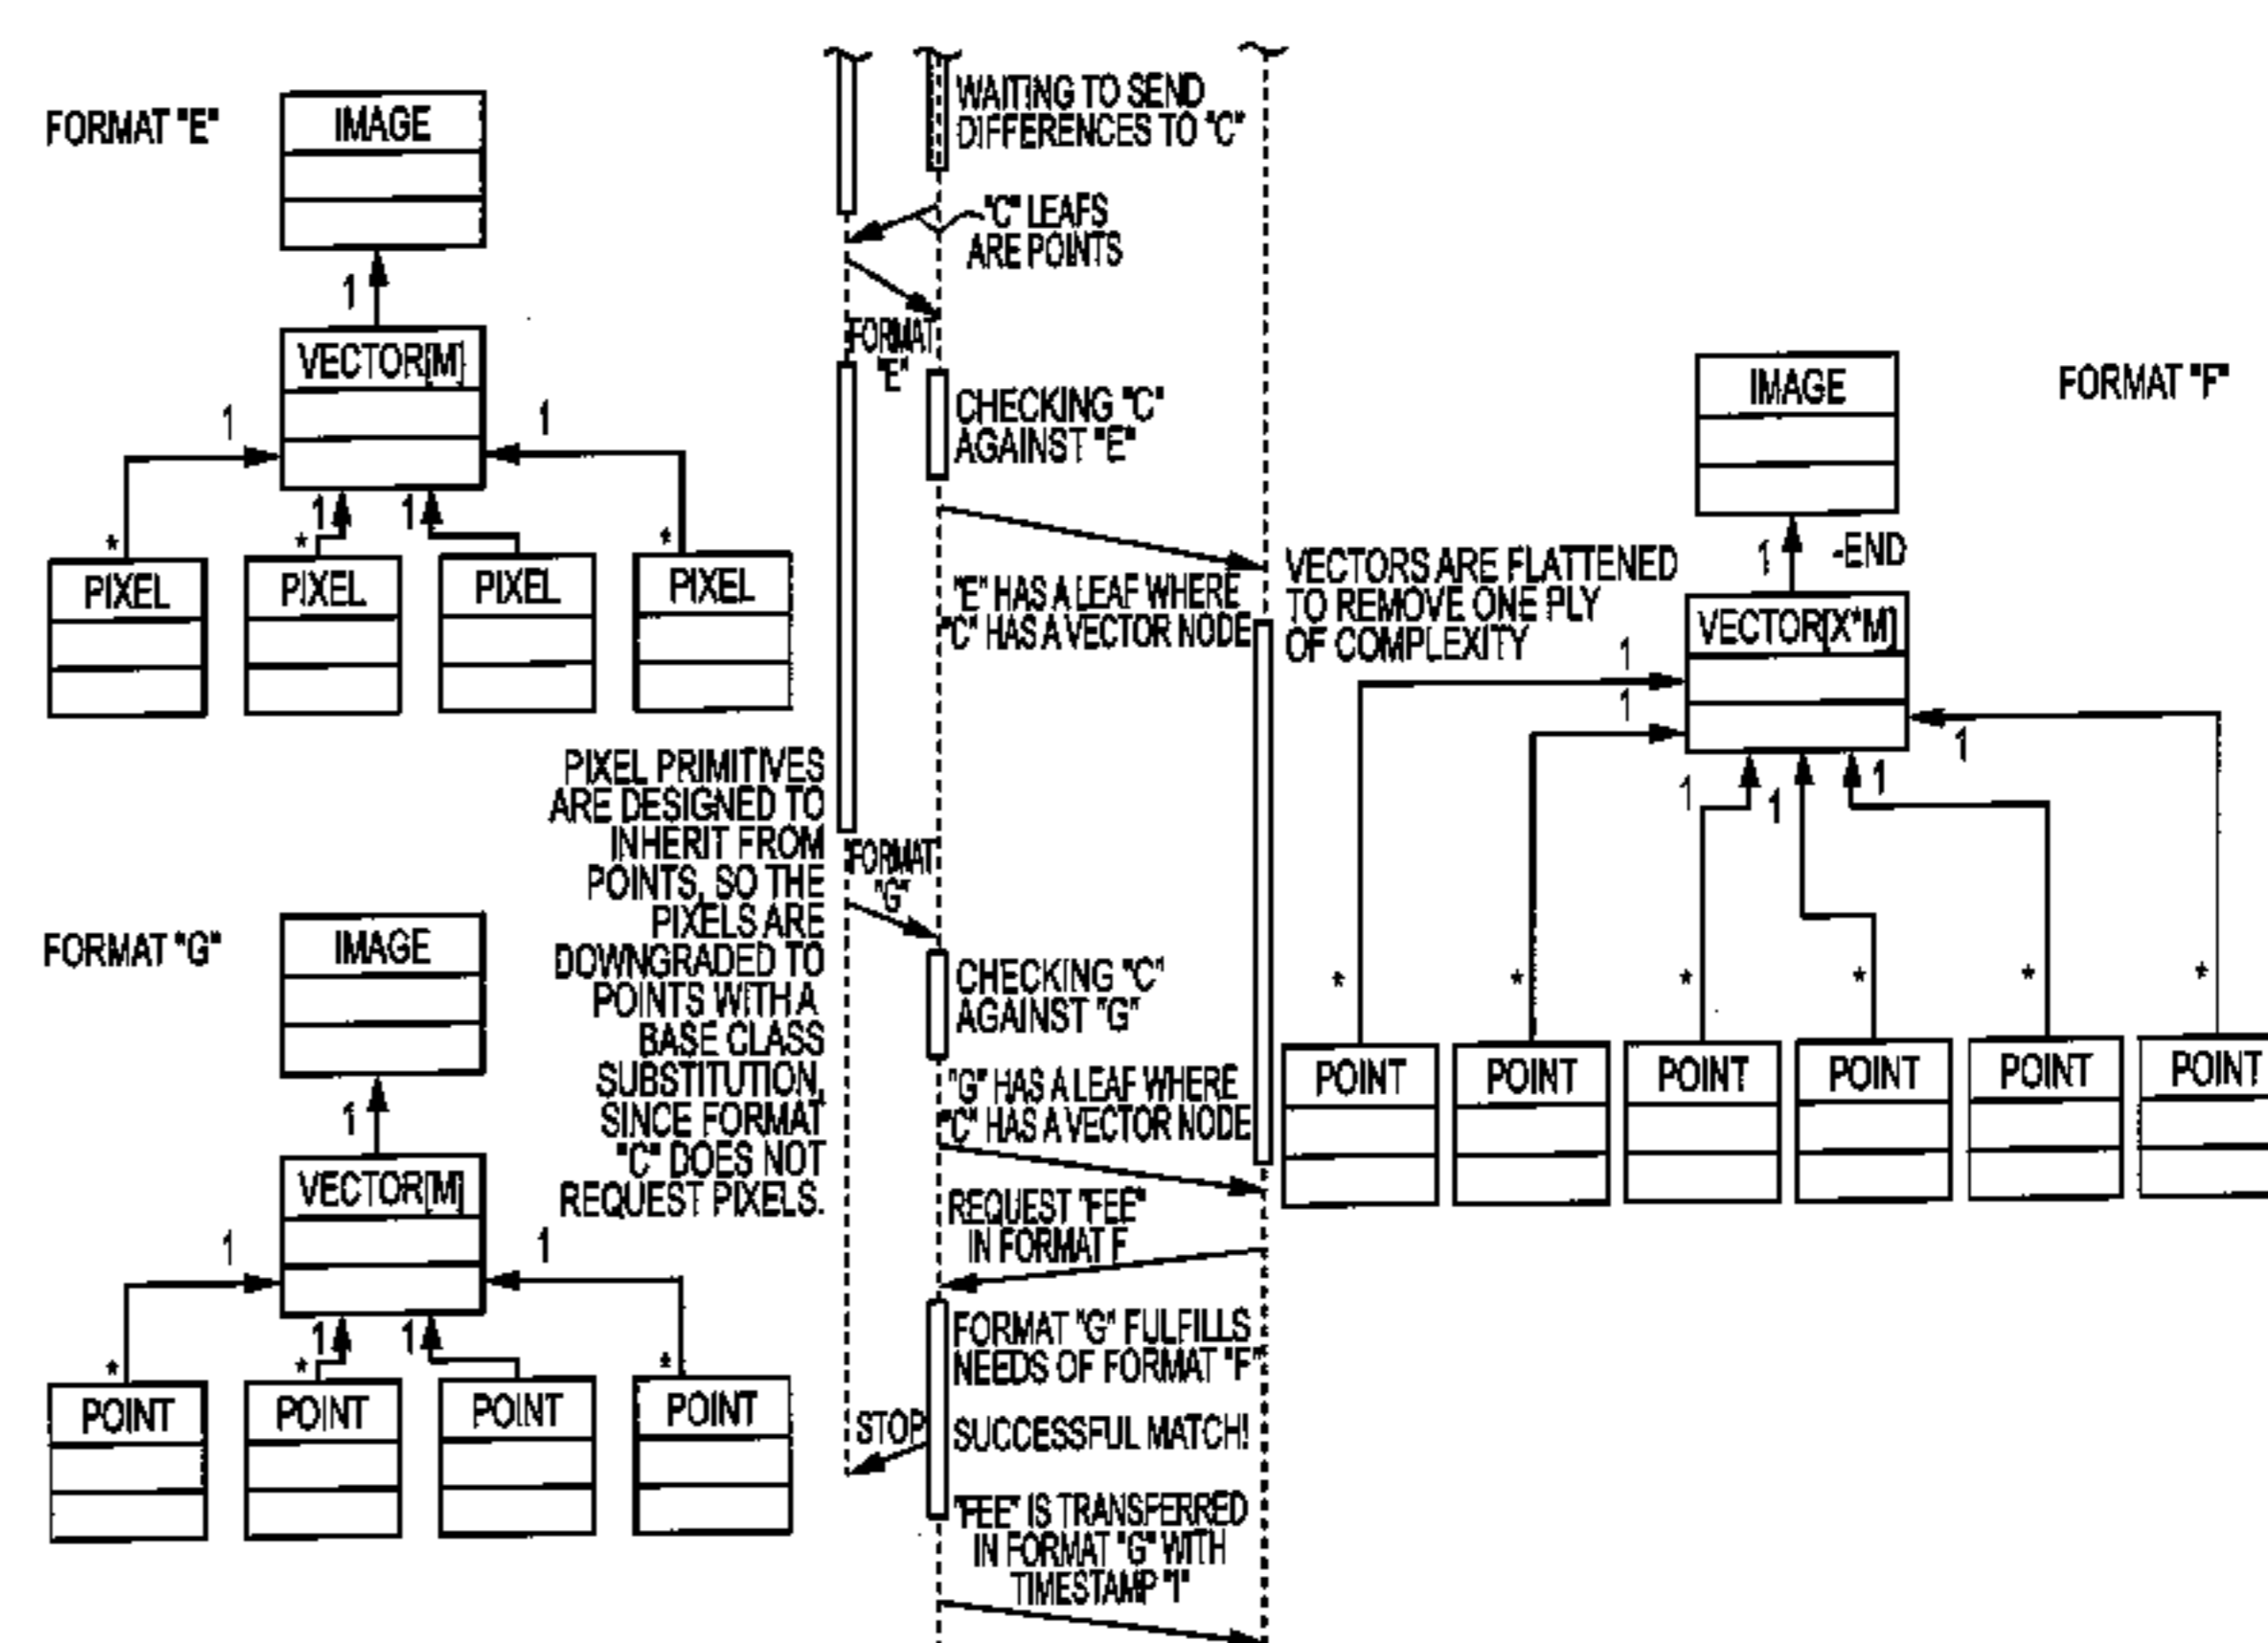 FORMAT "E"
IMAGE
1
VECTOR[M]
1
1
1
1
*
*
*
PIXEL
PIXEL
PIXEL
PIXEL
FORMAT "G"
IMAGE
1
VECTOR[M]
1
1
1
1
*
*
*
POINT
POINT
POINT
POINT
PIXEL PRIMITIVES
ARE DESIGNED TO
INHERIT FROM
POINTS, SO THE
PIXELS ARE
DOWNGRADED TO
POINTS WITH A
BASE CLASS
SUBSTITUTION,
SINCE FORMAT
"C" DOES NOT
REQUEST PIXELS.
WAITING TO SEND
DIFFERENCES TO "C"
"C" LEAFS
ARE POINTS
FORMAT
"E"
CHECKING "C"
AGAINST "E"
"E" HAS A LEAF WHERE
"C" HAS A VECTOR NODE
FORMAT
"G"
CHECKING "C"
AGAINST "G"
"G" HAS A LEAF WHERE
"C" HAS A VECTOR NODE
REQUEST "FEE"
IN FORMAT F
FORMAT "G" FULFILLS
NEEDS OF FORMAT "F"
STOP
SUCCESSFUL MATCH!
"FEE" IS TRANSFERRED
IN FORMAT "G" WITH
TIMESTAMP "1"
VECTORS ARE FLATTENED
TO REMOVE ONE PLY
OF COMPLEXITY
FORMAT "F"
IMAGE
1
-END
VECTOR[X*M]
1
1
1
1
1
1
*
*
*
*
*
*
POINT
POINT
POINT
POINT
POINT
POINT